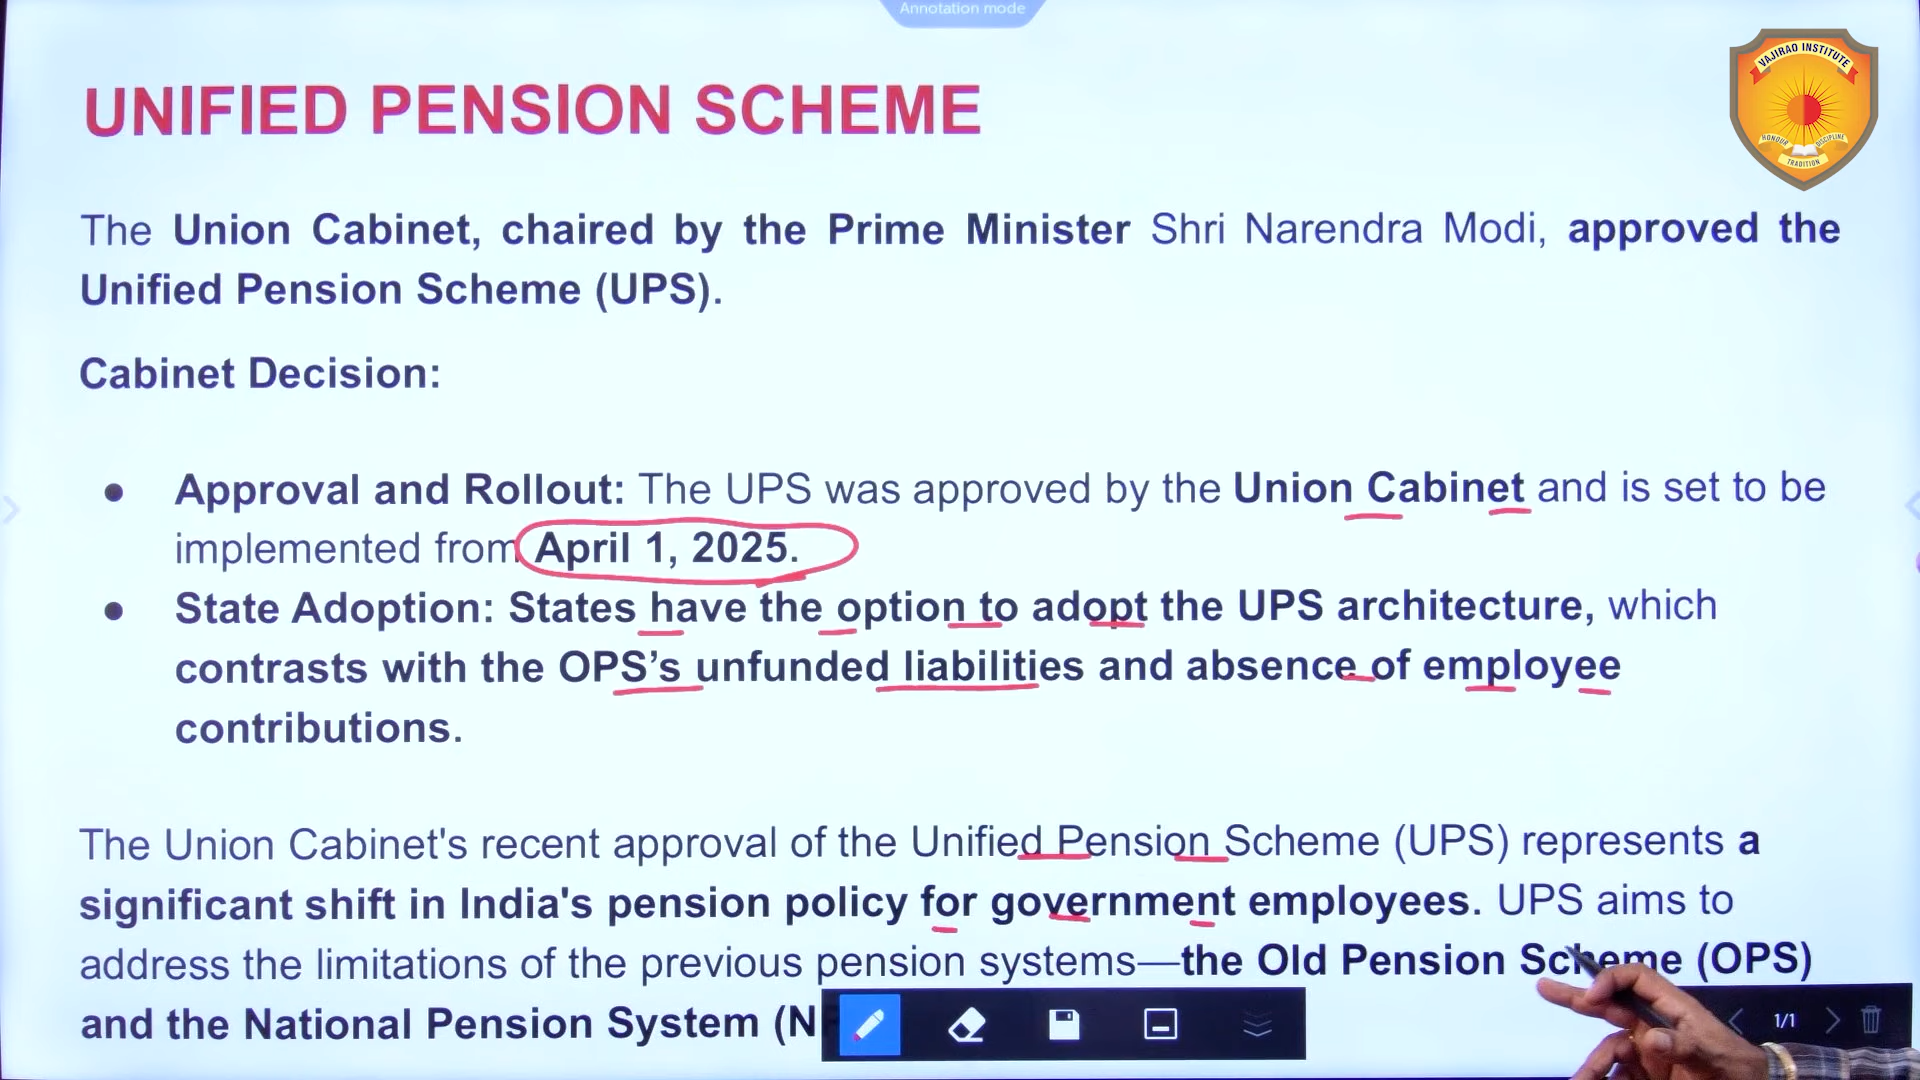 Annotation mode
VAJIRAO INSTITUTE
HONOUR
DISCIPLINE
TRADITION
UNIFIED PENSION SCHEME
The Union Cabinet, chaired by the Prime Minister Shri Narendra Modi, approved the
Unified Pension Scheme (UPS).
Cabinet Decision:
● Approval and Rollout: The UPS was approved by the Union Cabinet and is set to be
implemented from April 1, 2025.
● State Adoption: States have the option to adopt the UPS architecture, which
contrasts with the OPS’s unfunded liabilities and absence of employee
contributions.
The Union Cabinet's recent approval of the Unified Pension Scheme (UPS) represents a
significant shift in India's pension policy for government employees. UPS aims to
address the limitations of the previous pension systems—the Old Pension Scheme (OPS)
and the National Pension System (N
1/1